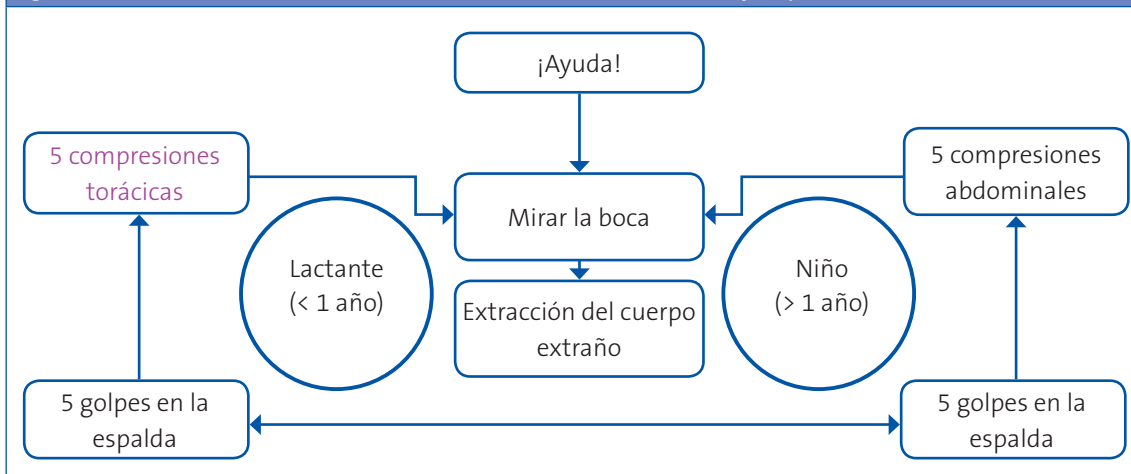 ¡Ayuda!
5 compresiones
torácicas
5 compresiones
abdominales
Mirar la boca
Lactante
(< 1 año)
Niño
(> 1 año)
Extracción del cuerpo
extraño
5 golpes en la
espalda
5 golpes en la
espalda